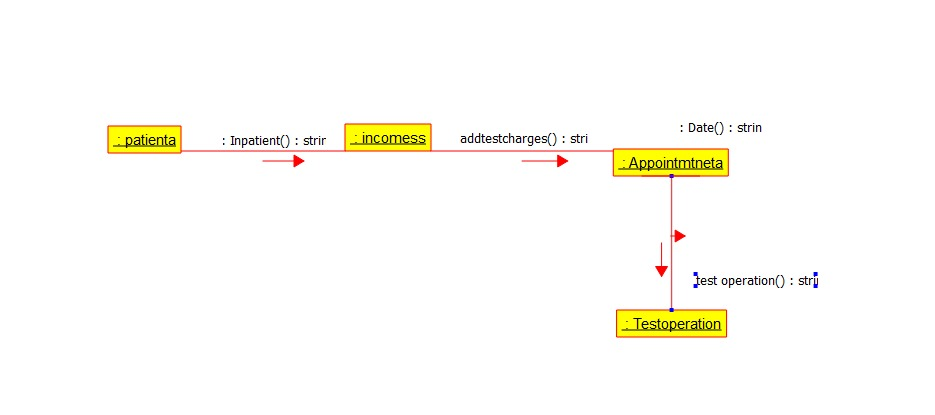 : patienta
: Inpatient() : strir
: incomess
addtestcharges() : stri
: Date() : strin
: Appointmtneta
test operation() : stri
: Testoperation